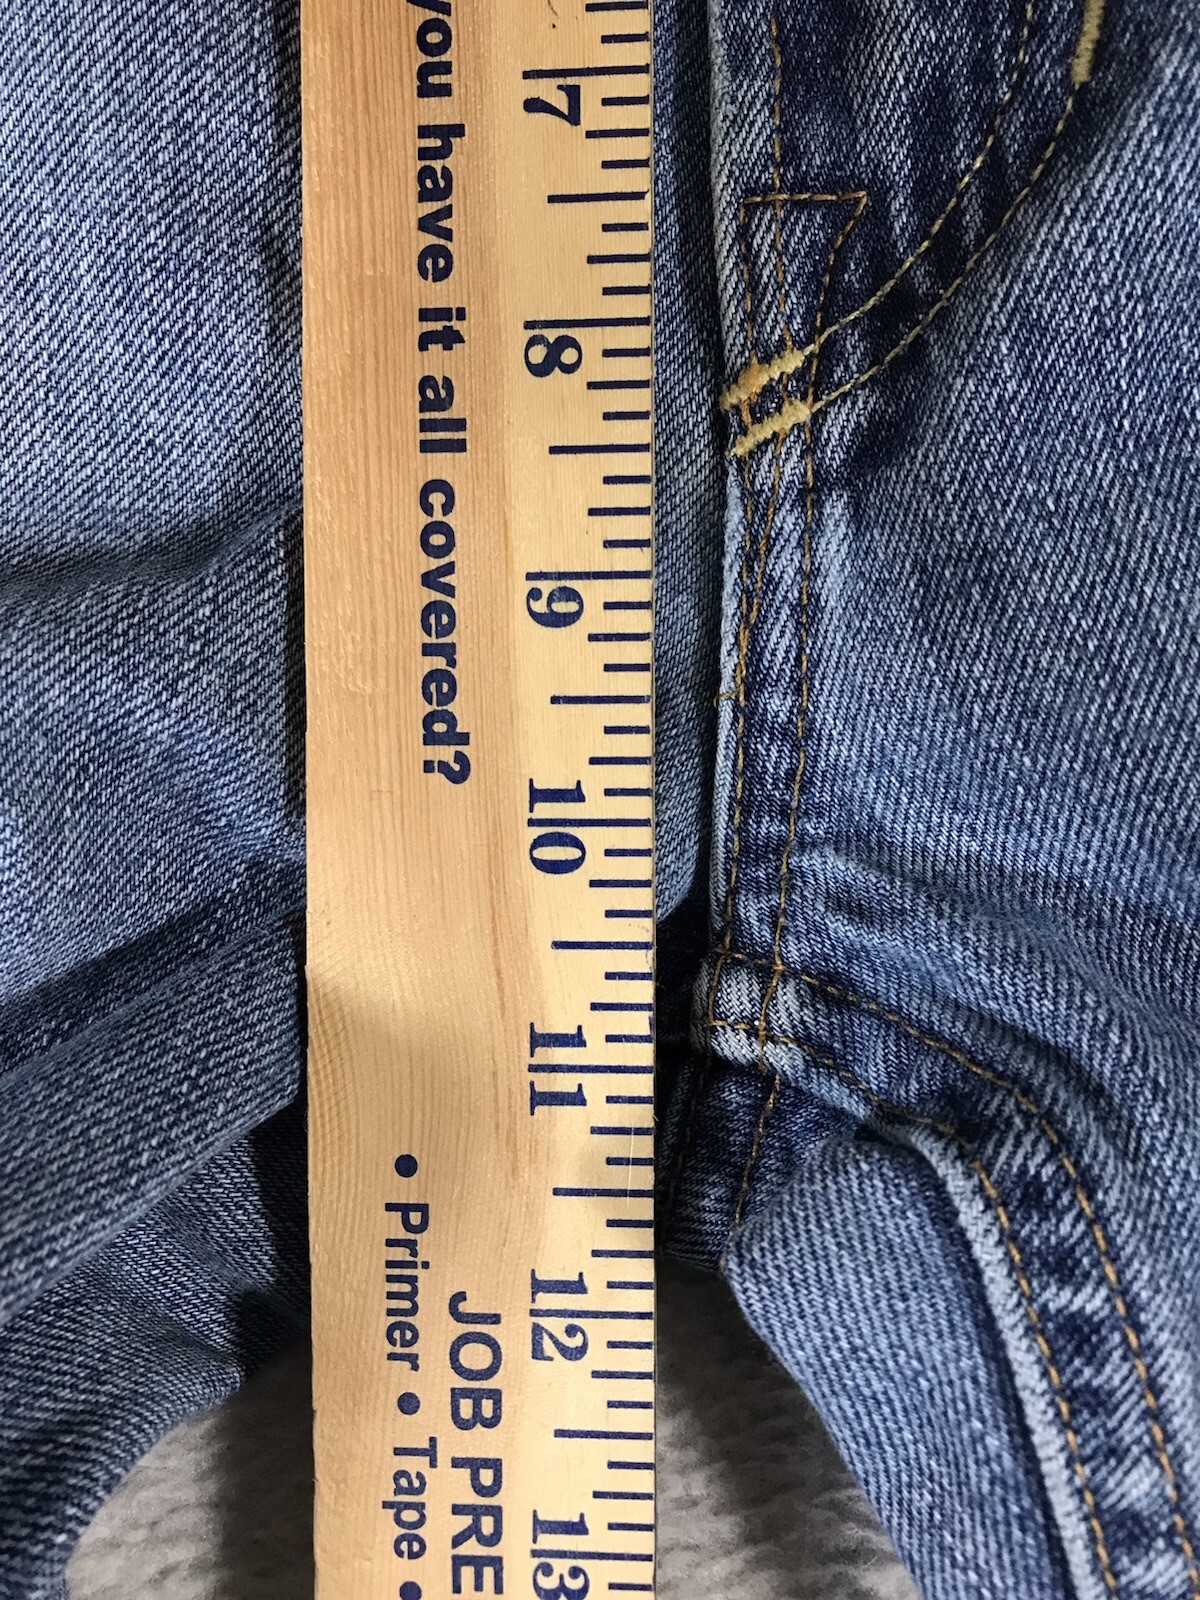 you have it all covered?
JOB PRE
• Primer • Tape •
7
8
9
10
11
12
13